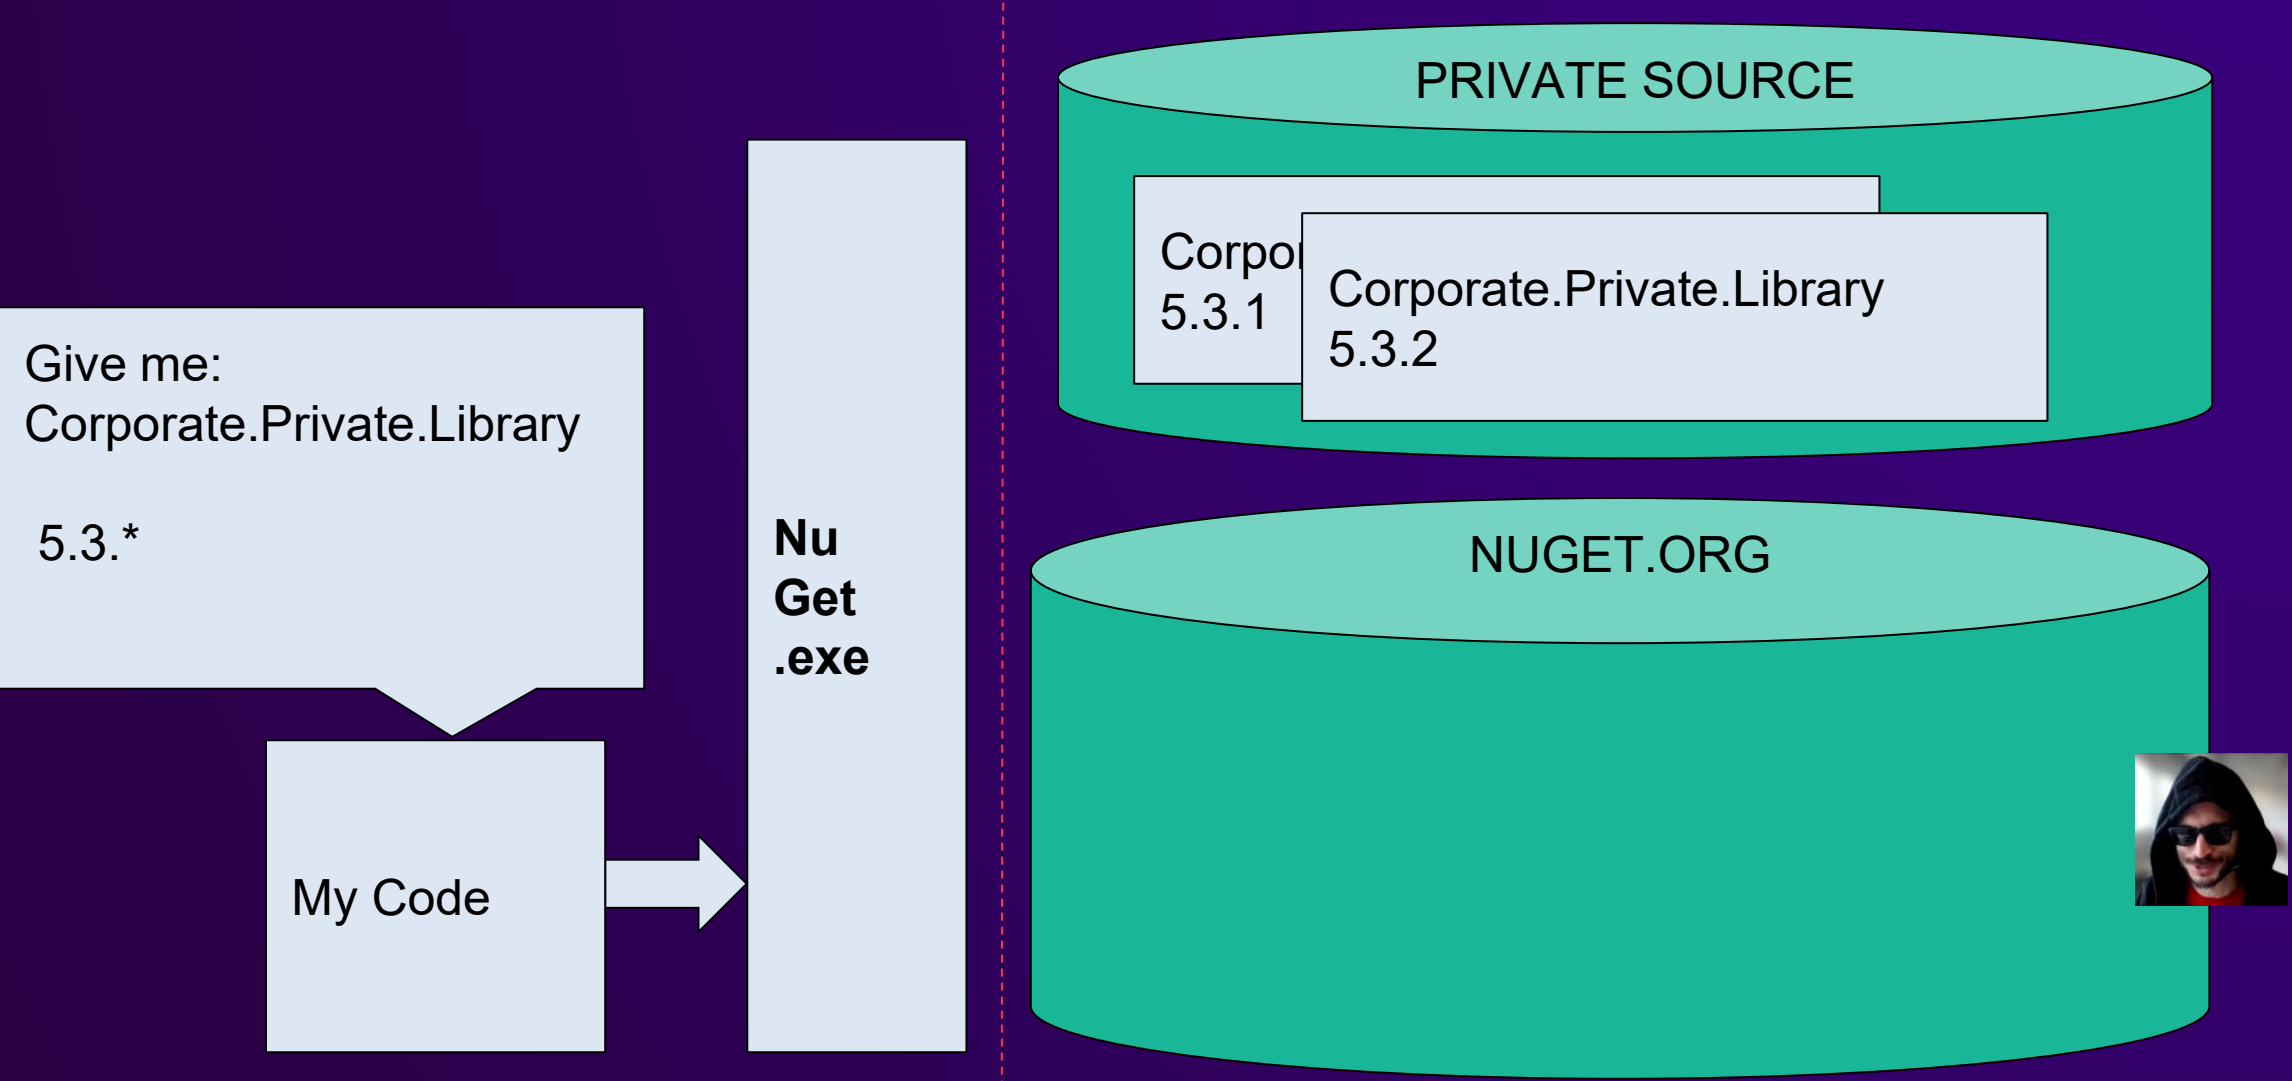 PRIVATE SOURCE
5.3.1
Corporate.Private.Library
5.3.2
Give me:
Corporate.Private.Library
5.3.*
Nu
Get
.exe
NUGET.ORG
My Code